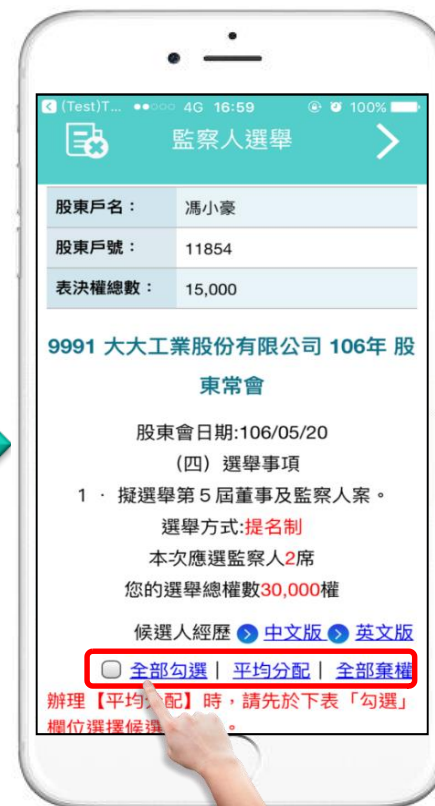 (Test)T... 4G 16:59 100%
監察人選舉
股東戶名： 馮小豪
股東戶號： 11854
表決權總數： 15,000
9991 大大工業股份有限公司 106年 股
東常會
股東會日期:106/05/20
(四) 選舉事項
1 · 擬選舉第5屆董事及監察人案。
選舉方式:提名制
本次應選監察人2席
您的選舉總權數30,000權
候選人經歷 中文版 英文版
全部勾選| 平均分配| 全部棄權
辦理【平均分配】時，請先於下表「勾選」
欄位選擇候選